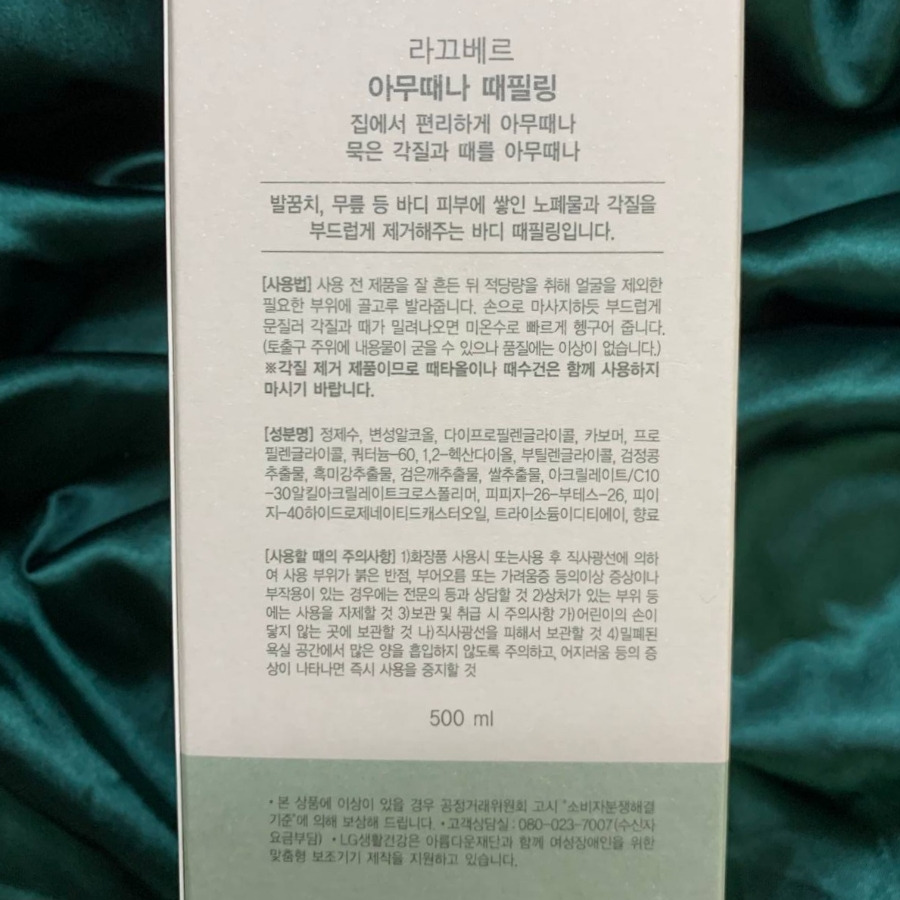 라끄베르
아무때나 때필링
집에서 편리하게 아무때나
묵은 각질과 때를 아무때나
발꿈치, 무릎 등 바디 피부에 쌓인 노폐물과 각질을
부드럽게 제거해주는 바디 때필링입니다.
[사용법] 사용 전 제품을 잘 흔든 뒤 적당량을 취해 얼굴을 제외한
필요한 부위에 골고루 발라줍니다. 손으로 마사지하듯 부드럽게
문질러 각질과 때가 밀려나오면 미온수로 빠르게 헹구어 줍니다.
(토출구 주위에 내용물이 굳을 수 있으나 품질에는 이상이 없습니다.)
※각질 제거 제품이므로 때타올이나 때수건은 함께 사용하지
마시기 바랍니다.
[성분명] 정제수, 변성알코올, 다이프로필렌글라이콜, 카보머, 프로
필렌글라이콜, 쿼터늄-60, 1,2-헥산다이올, 부틸렌글라이콜, 검정콩
추출물, 흑미강추출물, 검은깨추출물, 쌀추출물, 아크릴레이트/C10
-30알킬아크릴레이트크로스폴리머, 피피지-26-부테스-26, 피이
지-40하이드로제네이티드캐스터오일, 트라이소듐이디티에이, 향료
[사용할 때의 주의사항] 1)화장품 사용시 또는사용 후 직사광선에 의하
여 사용 부위가 붉은 반점, 부어오름 또는 가려움증 등의이상 증상이나
부작용이 있는 경우에는 전문의 등과 상담할 것 2)상처가 있는 부위 등
에는 사용을 자제할 것 3)보관 및 취급 시 주의사항 가)어린이의 손이
닿지 않는 곳에 보관할 것 나)직사광선을 피해서 보관할 것 4)밀폐된
욕실 공간에서 많은 양을 흡입하지 않도록 주의하고, 어지러움 등의 증
상이 나타나면 즉시 사용을 중지할 것
500 ml
• 본 상품에 이상이 있을 경우 공정거래위원회 고시 "소비자분쟁해결
기준"에 의해 보상해 드립니다. • 고객상담실 : 080-023-7007(수신자
요금부담) • LG생활건강은 아름다운재단과 함께 여성장애인을 위한
맞춤형 보조기기 제작을 지원하고 있습니다.